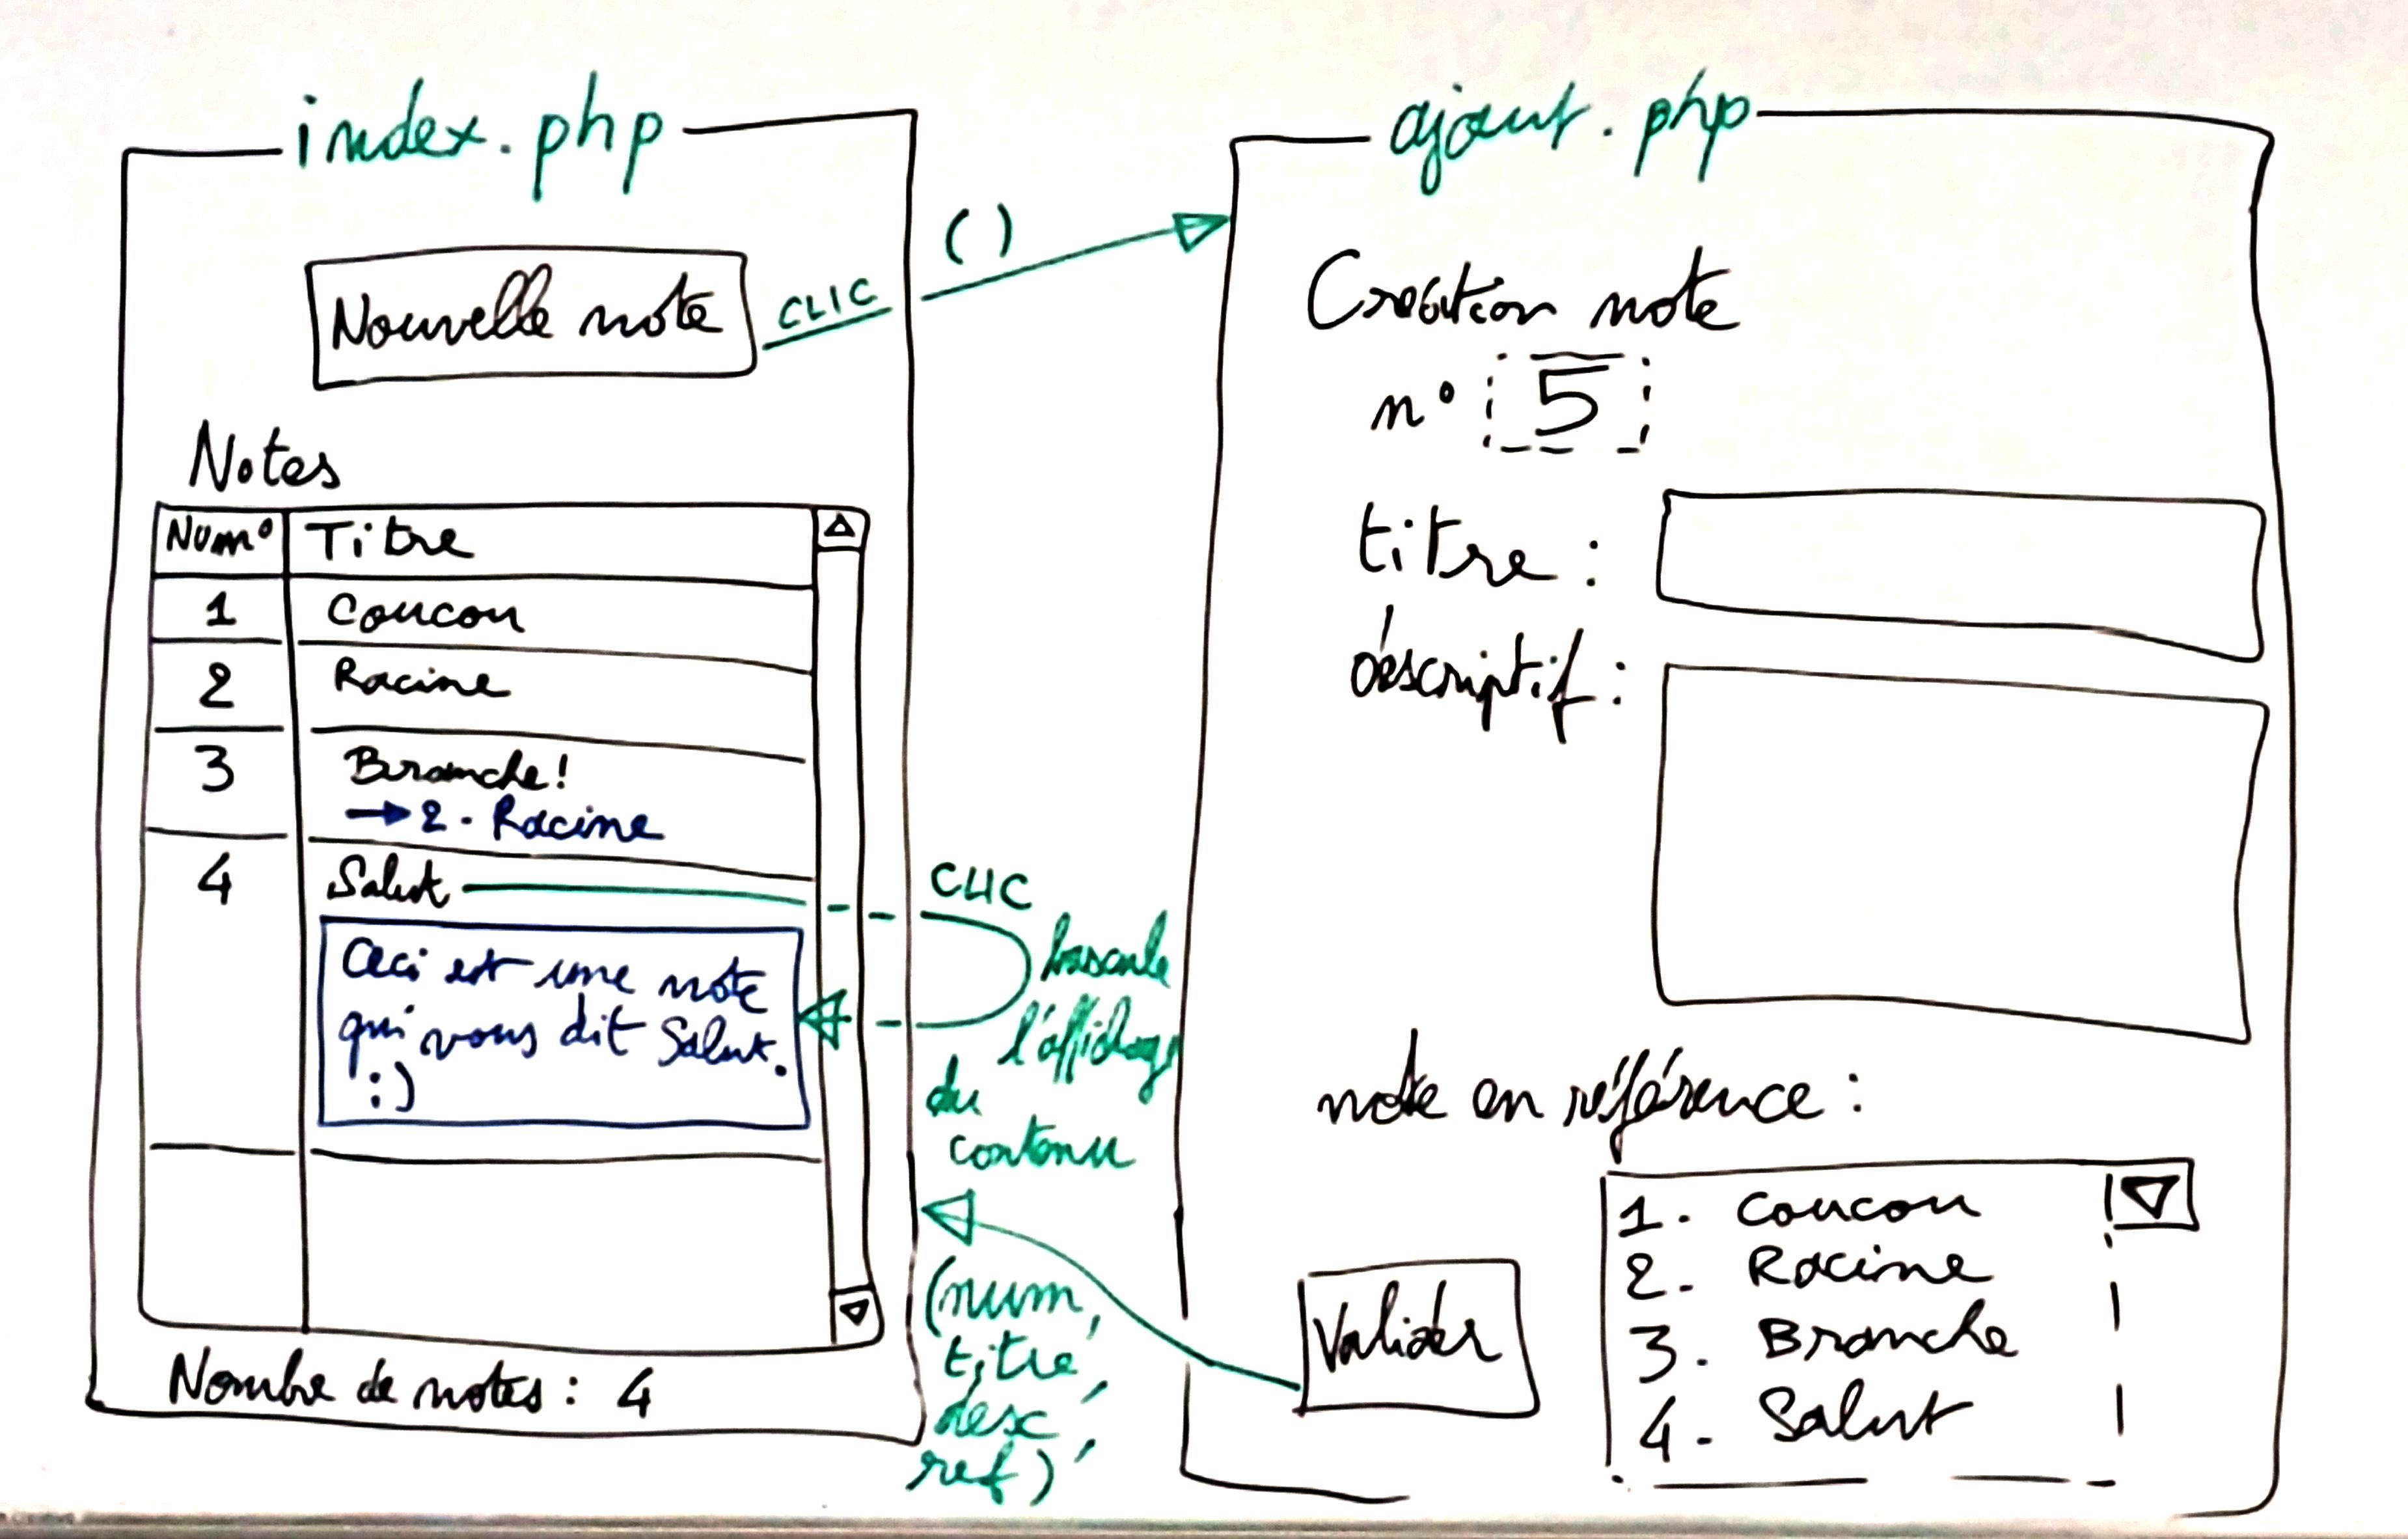 index.php
Nouvelle note
CLIC
( )
Notes
Num° Titre
1 Coucou
2 Racine
3 Branche!
→ 2 - Racine
4 Salut
Ceci est une note
qui vous dit Salut.
:)
Nombre de notes : 4
CLIC
bascule
l'affichage
du
contenu
(num,
titre,
desc,
ref)
ajout.php
Création note
n° 5
titre :
descriptif :
note en référence :
1 - Coucou
2 - Racine
3 - Branche
4 - Salut
Valider